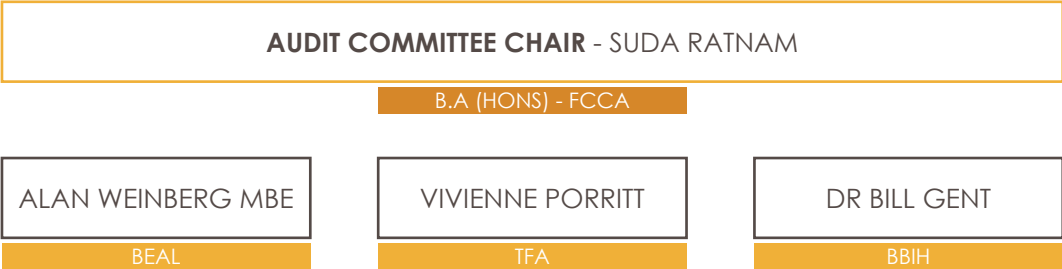 AUDIT COMMITTEE CHAIR - SUDA RATNAM
B.A (HONS) - FCCA
ALAN WEINBERG MBE
BEAL
VIVIENNE PORRITT
TFA
DR BILL GENT
BBIH